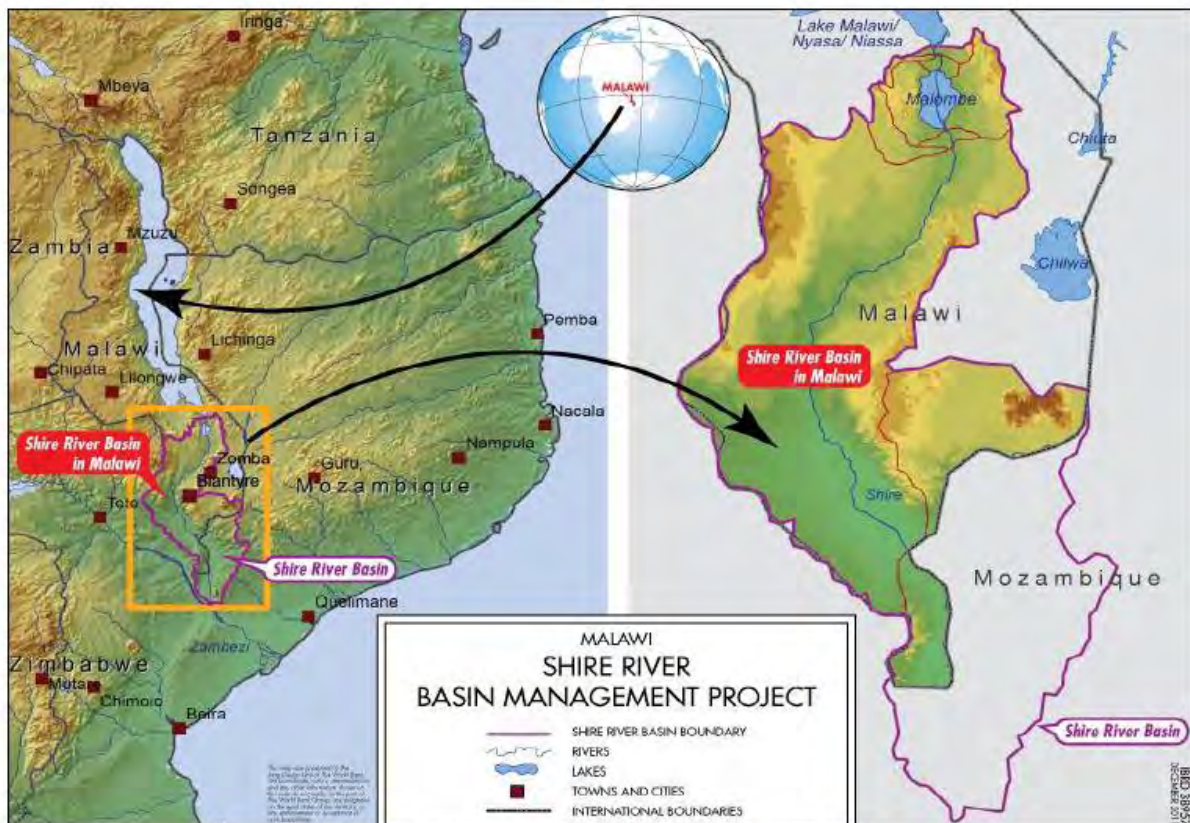 Iringa
Mbeya
Tanzania
Songea
Zambia
Mzuzu
Pemba
Lichinga
Malawi
Chipata
Lilongwe
Nacala
Nampula
Shire River Basin
in Malawi
Zomba
Blantyre
Guru,
Mozambique
Tete
Shire River Basin
Quelimane
Zambezi
Zimbabwe
Mutare
Chimoio
Beira
MALAWI
Lake Malawi/
Nyasa/ Niassa
Malombe
Chiuta
Chilwa
Malawi
Shire River Basin
in Malawi
Shire
Mozambique
Shire River Basin
MALAWI
SHIRE RIVER
BASIN MANAGEMENT PROJECT
SHIRE RIVER BASIN BOUNDARY
RIVERS
LAKES
TOWNS AND CITIES
INTERNATIONAL BOUNDARIES